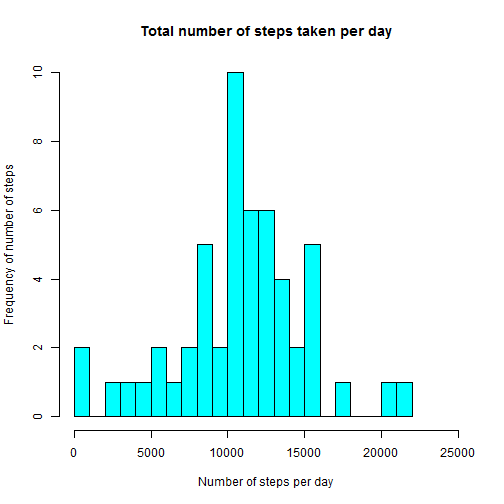 Total number of steps taken per day
Frequency of number of steps
10
8
6
4
2
0
0 5000 10000 15000 20000 25000
Number of steps per day